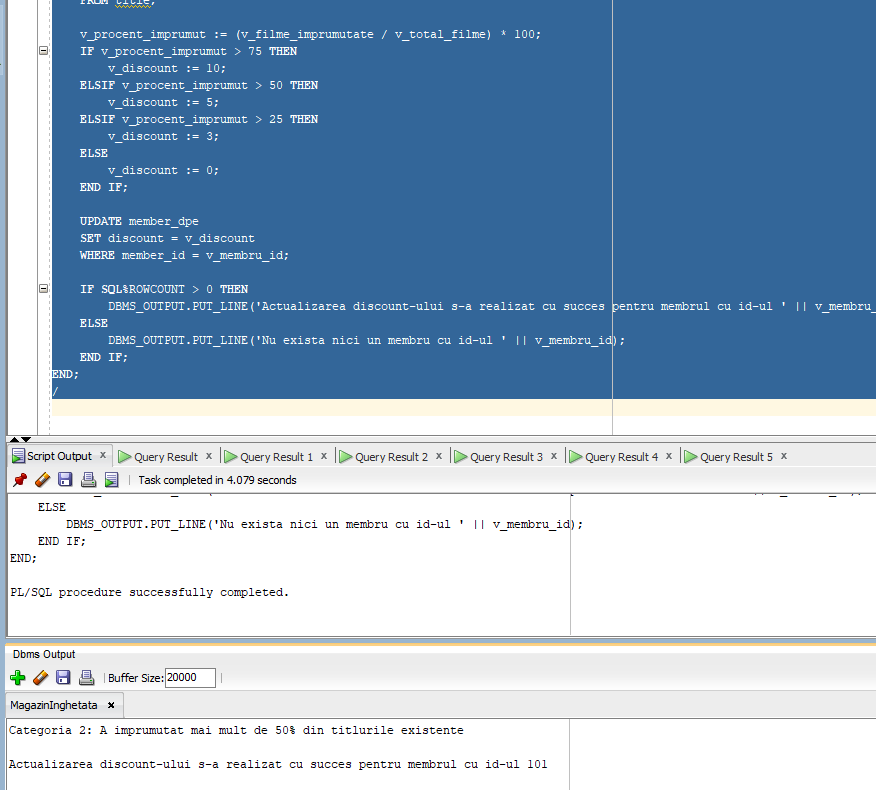 FROM title;
v_procent_imprumut := (v_filme_imprumutate / v_total_filme) * 100;
IF v_procent_imprumut > 75 THEN
v_discount := 10;
ELSIF v_procent_imprumut > 50 THEN
v_discount := 5;
ELSIF v_procent_imprumut > 25 THEN
v_discount := 3;
ELSE
v_discount := 0;
END IF;
UPDATE member_dpe
SET discount = v_discount
WHERE member_id = v_membru_id;
IF SQL%ROWCOUNT > 0 THEN
DBMS_OUTPUT.PUT_LINE('Actualizarea discount-ului s-a realizat cu succes pentru membrul cu id-ul ' || v_membru_
ELSE
DBMS_OUTPUT.PUT_LINE('Nu exista nici un membru cu id-ul ' || v_membru_id);
END IF;
END;
/
Script Output x Query Result x Query Result 1 x Query Result 2 x Query Result 3 x Query Result 4 x Query Result 5 x
Task completed in 4.079 seconds
ELSE
DBMS_OUTPUT.PUT_LINE('Nu exista nici un membru cu id-ul ' || v_membru_id);
END IF;
END;
PL/SQL procedure successfully completed.
Dbms Output
Buffer Size: 20000
MagazinInghetata x
Categoria 2: A imprumutat mai mult de 50% din titlurile existente
Actualizarea discount-ului s-a realizat cu succes pentru membrul cu id-ul 101